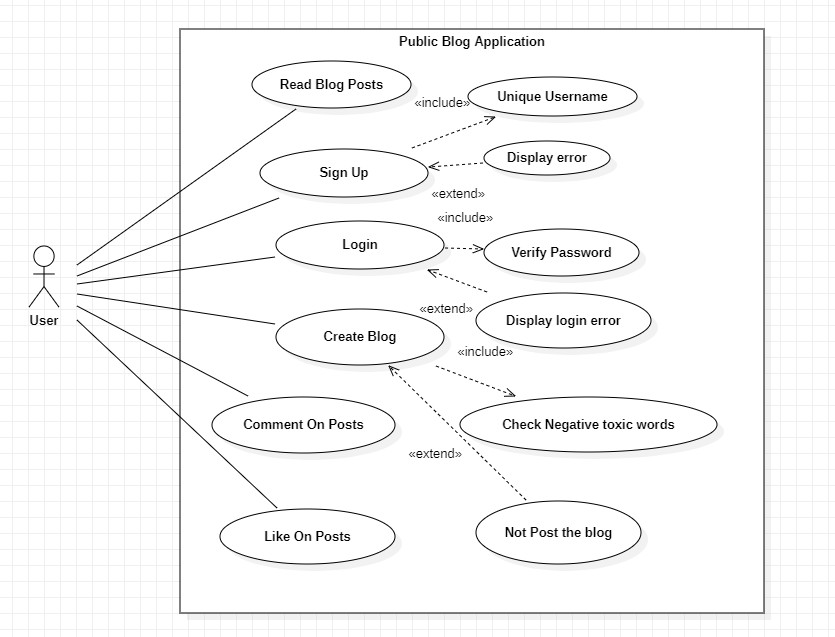 Public Blog Application
Read Blog Posts
«include»
Unique Username
Display error
Sign Up
«extend»
«include»
Login
Verify Password
«extend»
Display login error
Create Blog
«include»
Comment On Posts
Check Negative toxic words
«extend»
Like On Posts
Not Post the blog
User